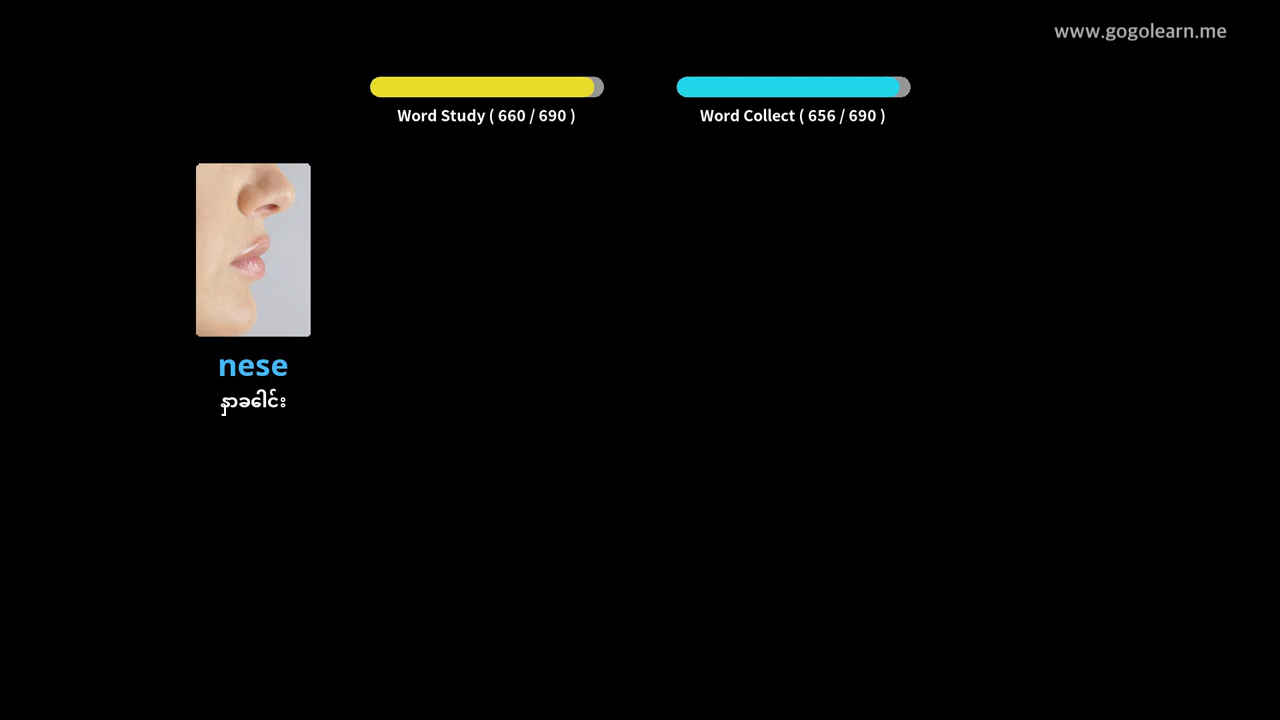 www.gogolearn.me
Word Study ( 660 / 690 )
Word Collect ( 656 / 690 )
nese
နှာခေါင်း